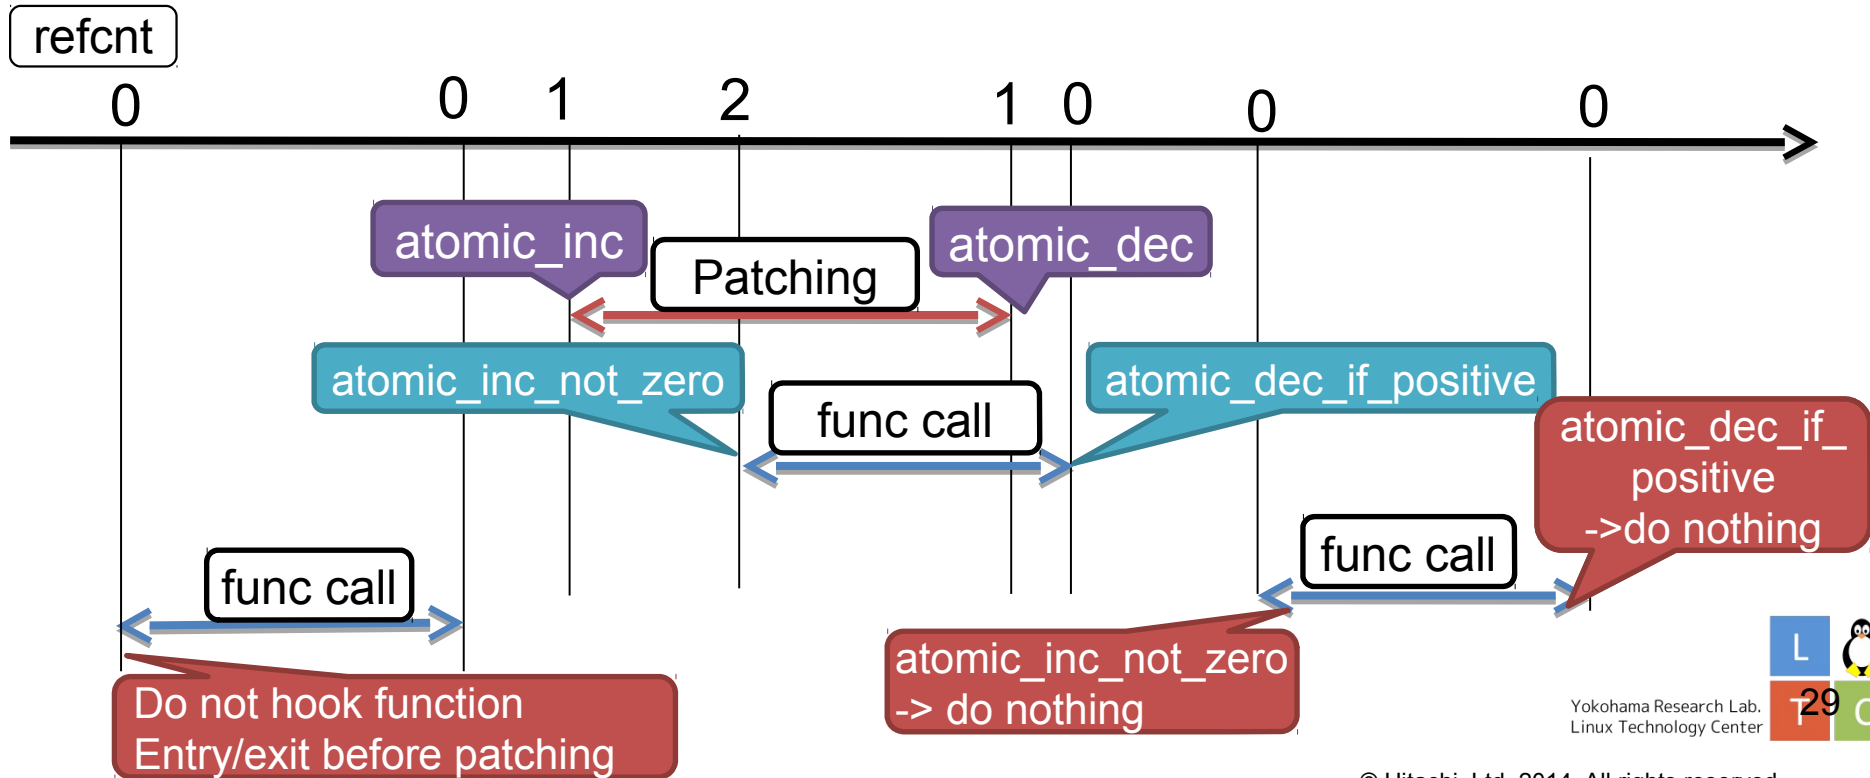 refcnt
0 0 1 2 1 0 0 0
atomic_inc
Patching
atomic_dec
atomic_inc_not_zero
func call
atomic_dec_if_positive
atomic_dec_if_
positive
->do nothing
func call
func call
Do not hook function
Entry/exit before patching
atomic_inc_not_zero
-> do nothing
L
T C
Yokohama Research Lab.
Linux Technology Center
29